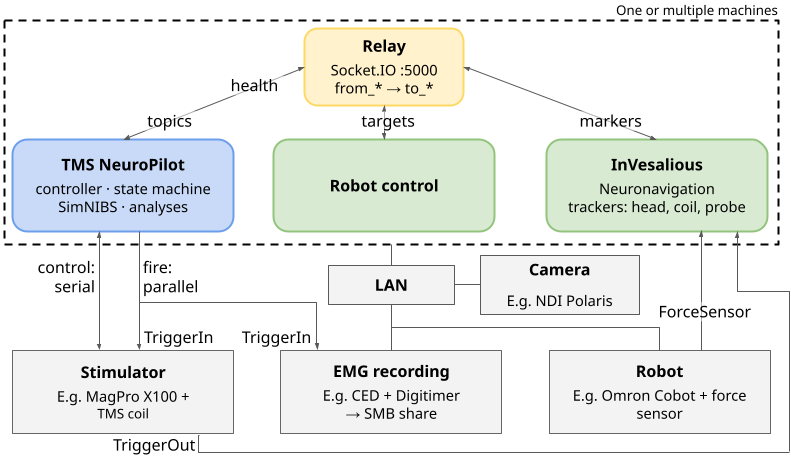 One or multiple machines
Relay
Socket.IO :5000
from_* → to_*
health
topics
targets
markers
TMS NeuroPilot
controller · state machine
SimNIBS · analyses
Robot control
InVesalious
Neuronavigation
trackers: head, coil, probe
control:
serial
fire:
parallel
LAN
Camera
E.g. NDI Polaris
ForceSensor
TriggerIn
TriggerIn
Stimulator
E.g. MagPro X100 +
TMS coil
EMG recording
E.g. CED + Digitimer
→ SMB share
Robot
E.g. Omron Cobot + force
sensor
TriggerOut